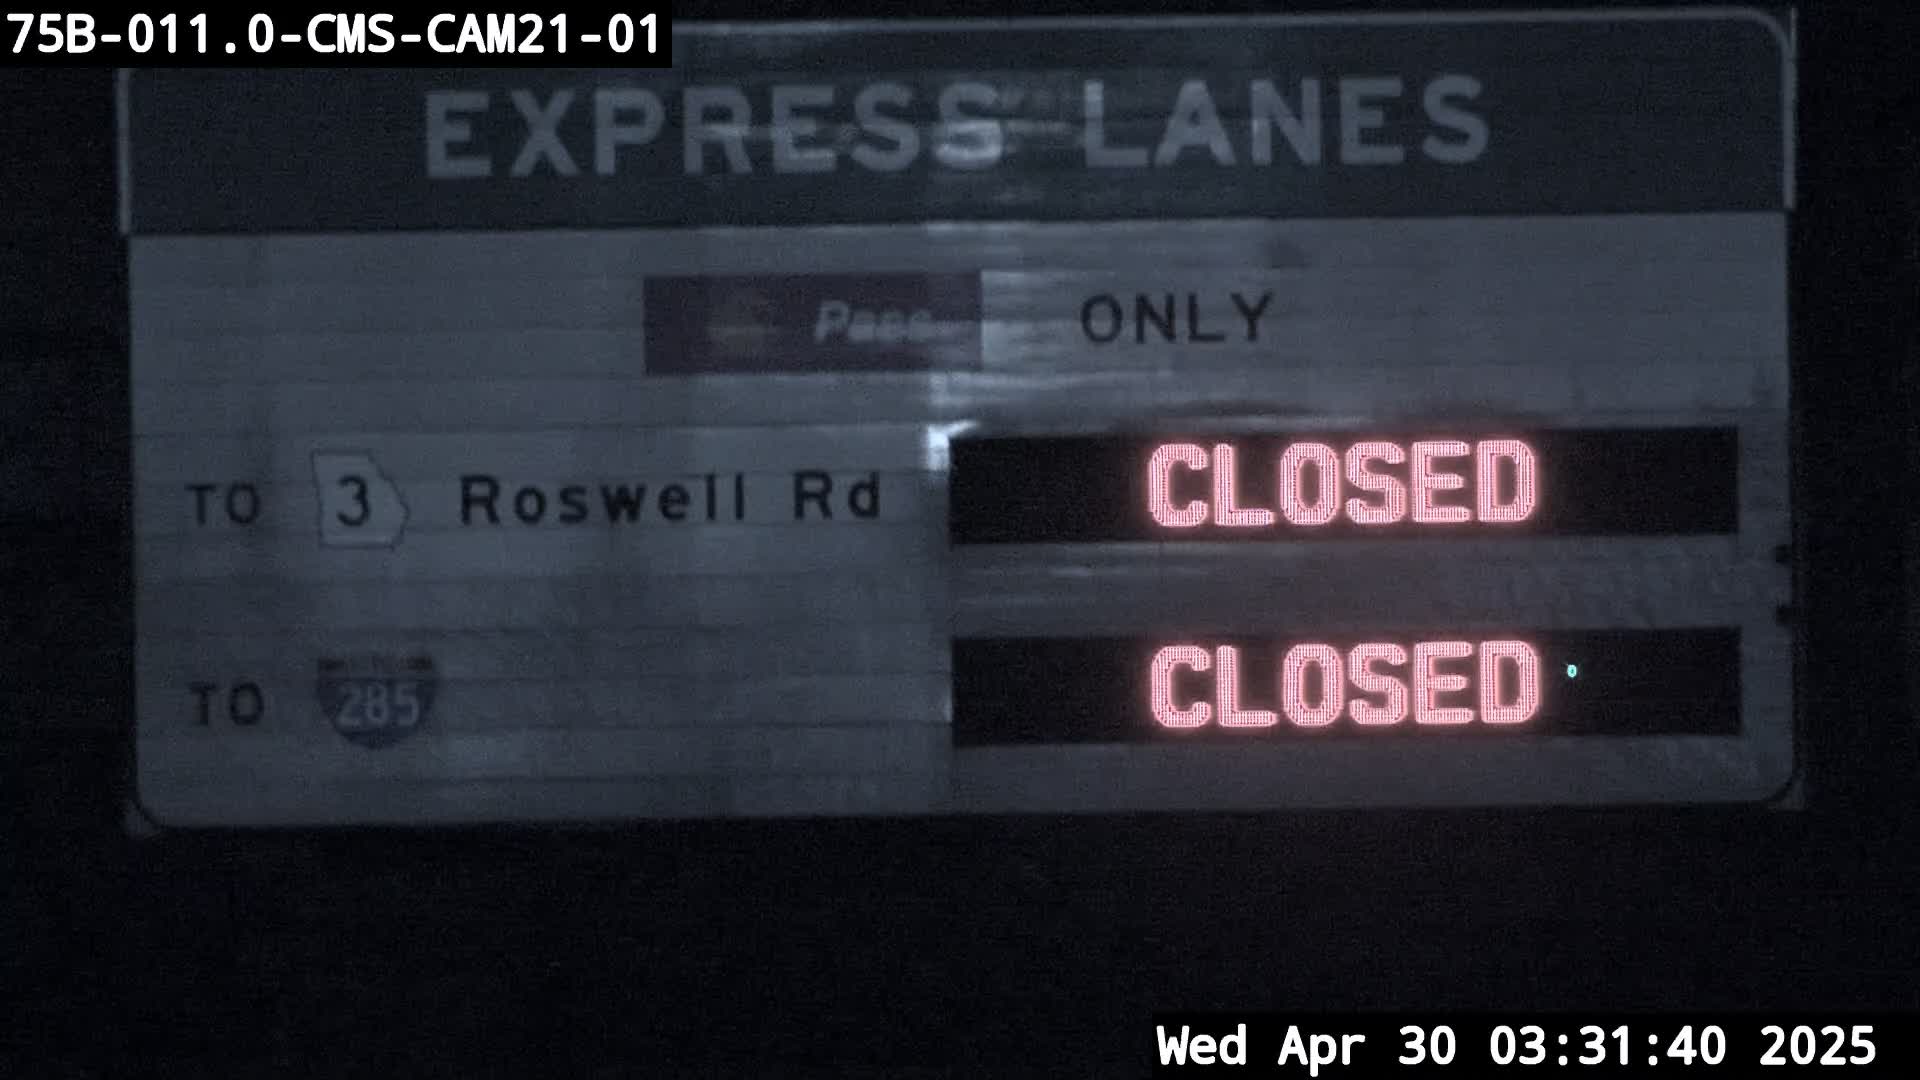 75B-011.0-CMS-CAM21-01
EXPRESS LANES
Pass ONLY
TO 3 Roswell Rd CLOSED
TO 285 CLOSED
Wed Apr 30 03:31:40 2025